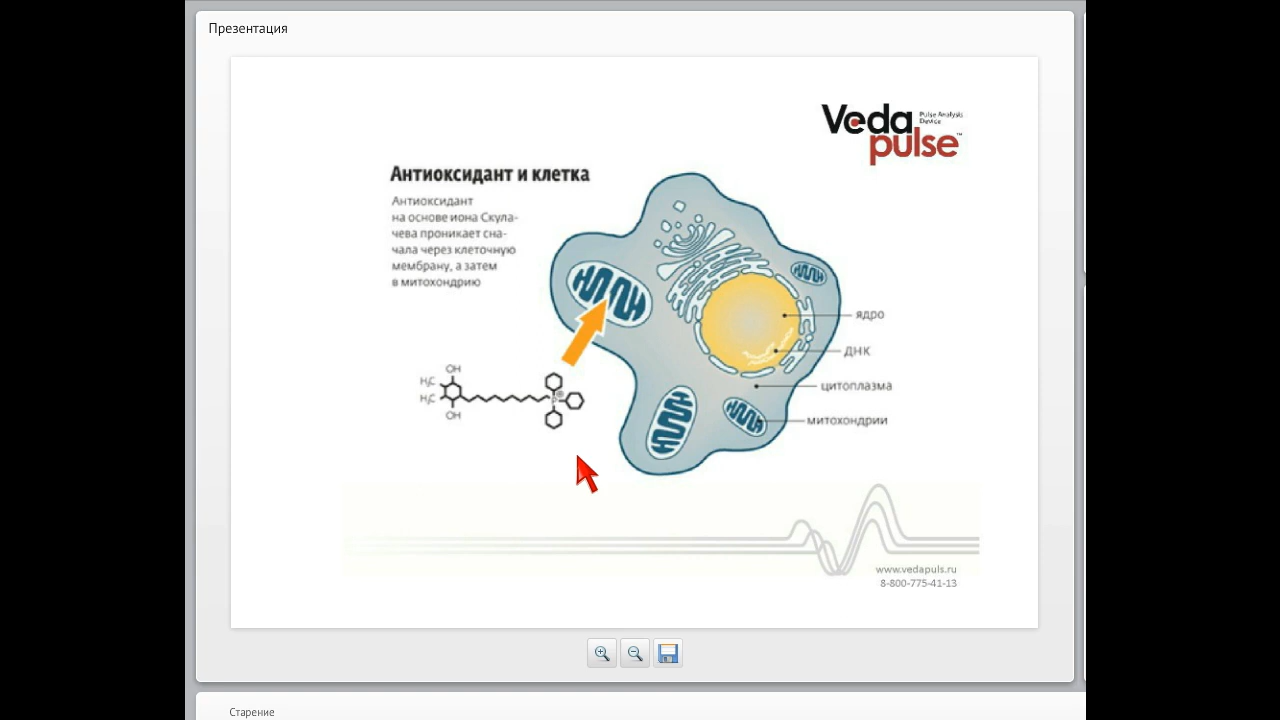 Презентация
Veda
Pulse Analysis
Device
pulse™
Антиоксидант и клетка
Антиоксидант
на основе иона Скула-
чева проникает сна-
чала через клеточную
мембрану, а затем
в митохондрию
ядро
ДНК
цитоплазма
митохондрии
OH
H₃C
H₃C
OH
P⊕
www.vedapuls.ru
8-800-775-41-13
Старение